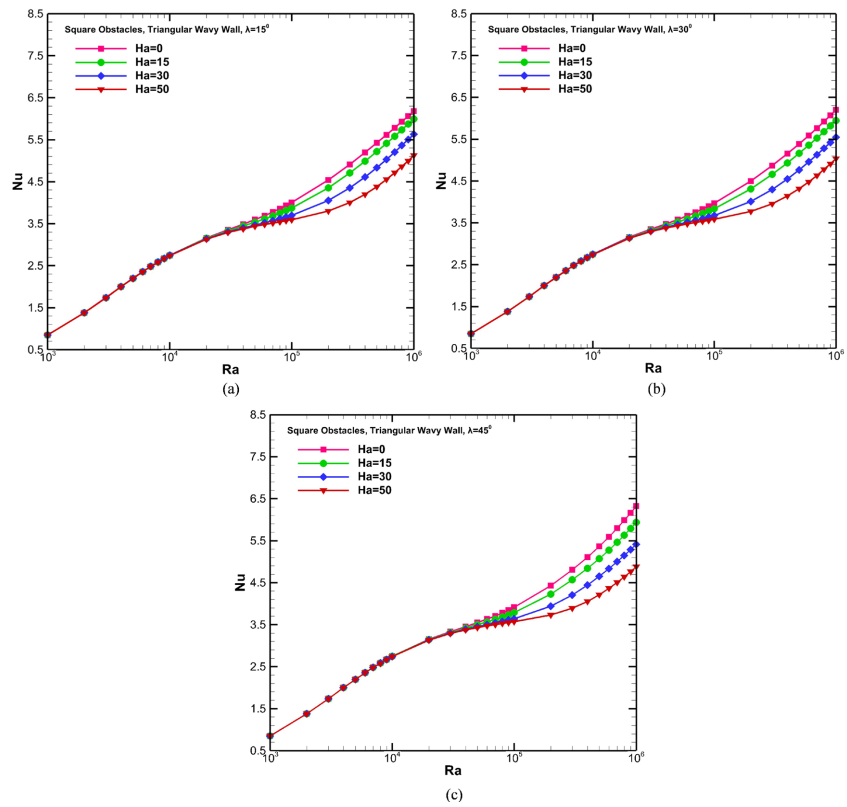 Square Obstacles, Triangular Wavy Wall, λ=15⁰
Ha=0
Ha=15
Ha=30
Ha=50
Nu
8.5
7.5
6.5
5.5
4.5
3.5
2.5
1.5
0.5
10³
10⁴
10⁵
10⁶
Ra
(a)
Square Obstacles, Triangular Wavy Wall, λ=30⁰
Ha=0
Ha=15
Ha=30
Ha=50
Nu
8.5
7.5
6.5
5.5
4.5
3.5
2.5
1.5
0.5
10³
10⁴
10⁵
10⁶
Ra
(b)
Square Obstacles, Triangular Wavy Wall, λ=45⁰
Ha=0
Ha=15
Ha=30
Ha=50
Nu
8.5
7.5
6.5
5.5
4.5
3.5
2.5
1.5
0.5
10³
10⁴
10⁵
10⁶
Ra
(c)